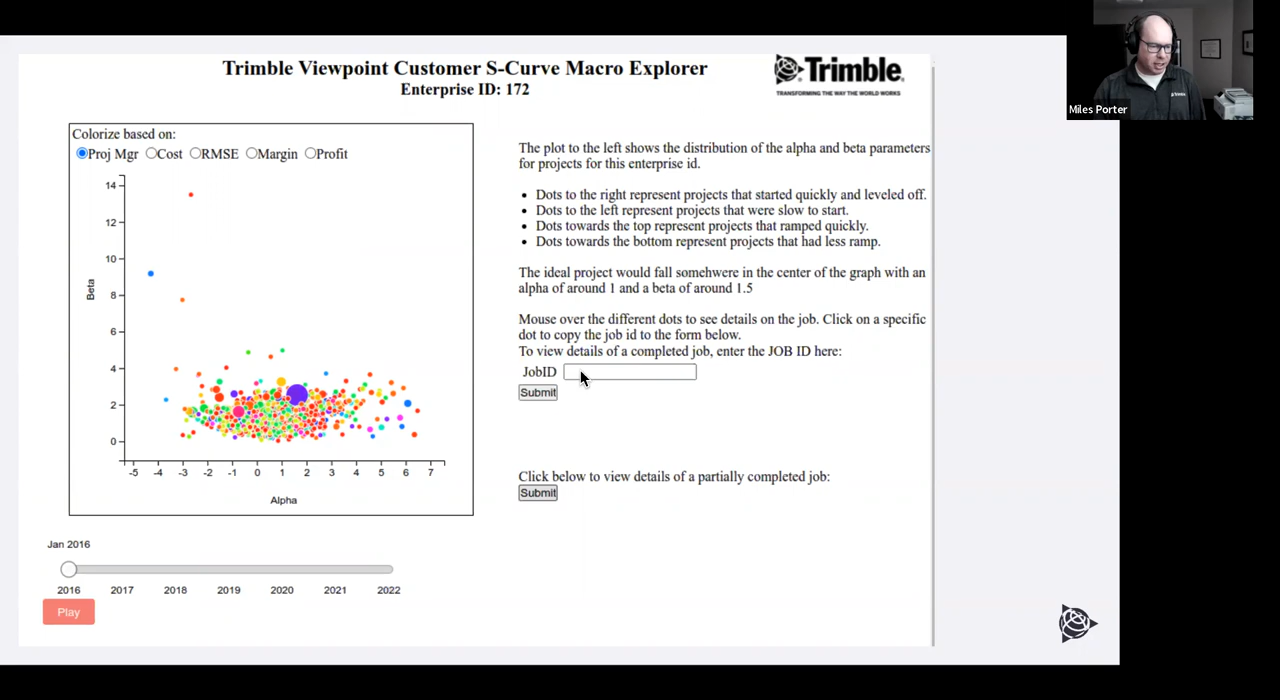 Trimble Viewpoint Customer S-Curve Macro Explorer
Enterprise ID: 172
Trimble
TRANSFORMING THE WAY THE WORLD WORKS
Miles Porter
Colorize based on:
Proj Mgr Cost RMSE Margin Profit
14
12
10
8
6
4
2
0
Beta
-5 -4 -3 -2 -1 0 1 2 3 4 5 6 7
Alpha
Jan 2016
2016 2017 2018 2019 2020 2021 2022
Play
The plot to the left shows the distribution of the alpha and beta parameters
for projects for this enterprise id.
• Dots to the right represent projects that started quickly and leveled off.
• Dots to the left represent projects that were slow to start.
• Dots towards the top represent projects that ramped quickly.
• Dots towards the bottom represent projects that had less ramp.
The ideal project would fall somehwere in the center of the graph with an
alpha of around 1 and a beta of around 1.5
Mouse over the different dots to see details on the job. Click on a specific
dot to copy the job id to the form below.
To view details of a completed job, enter the JOB ID here:
JobID
Submit
Click below to view details of a partially completed job:
Submit